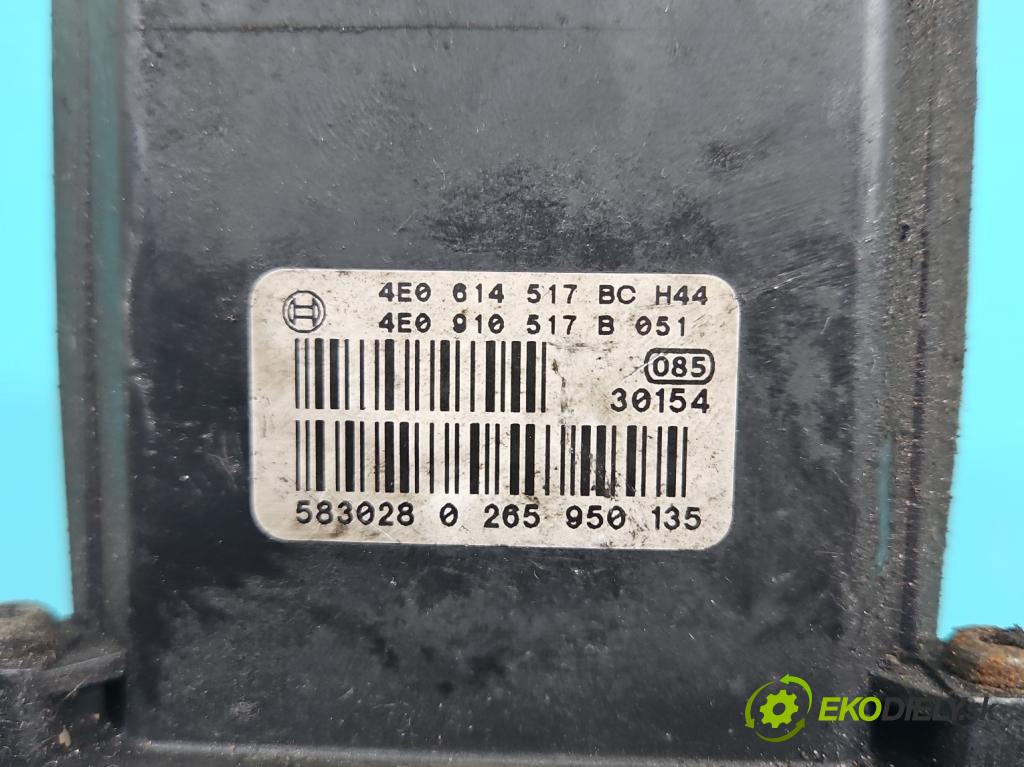 4E0 614 517 BC H44
4E0 910 517 B 051
085
30154
583028 0 265 950 135
EKODIELY.sk